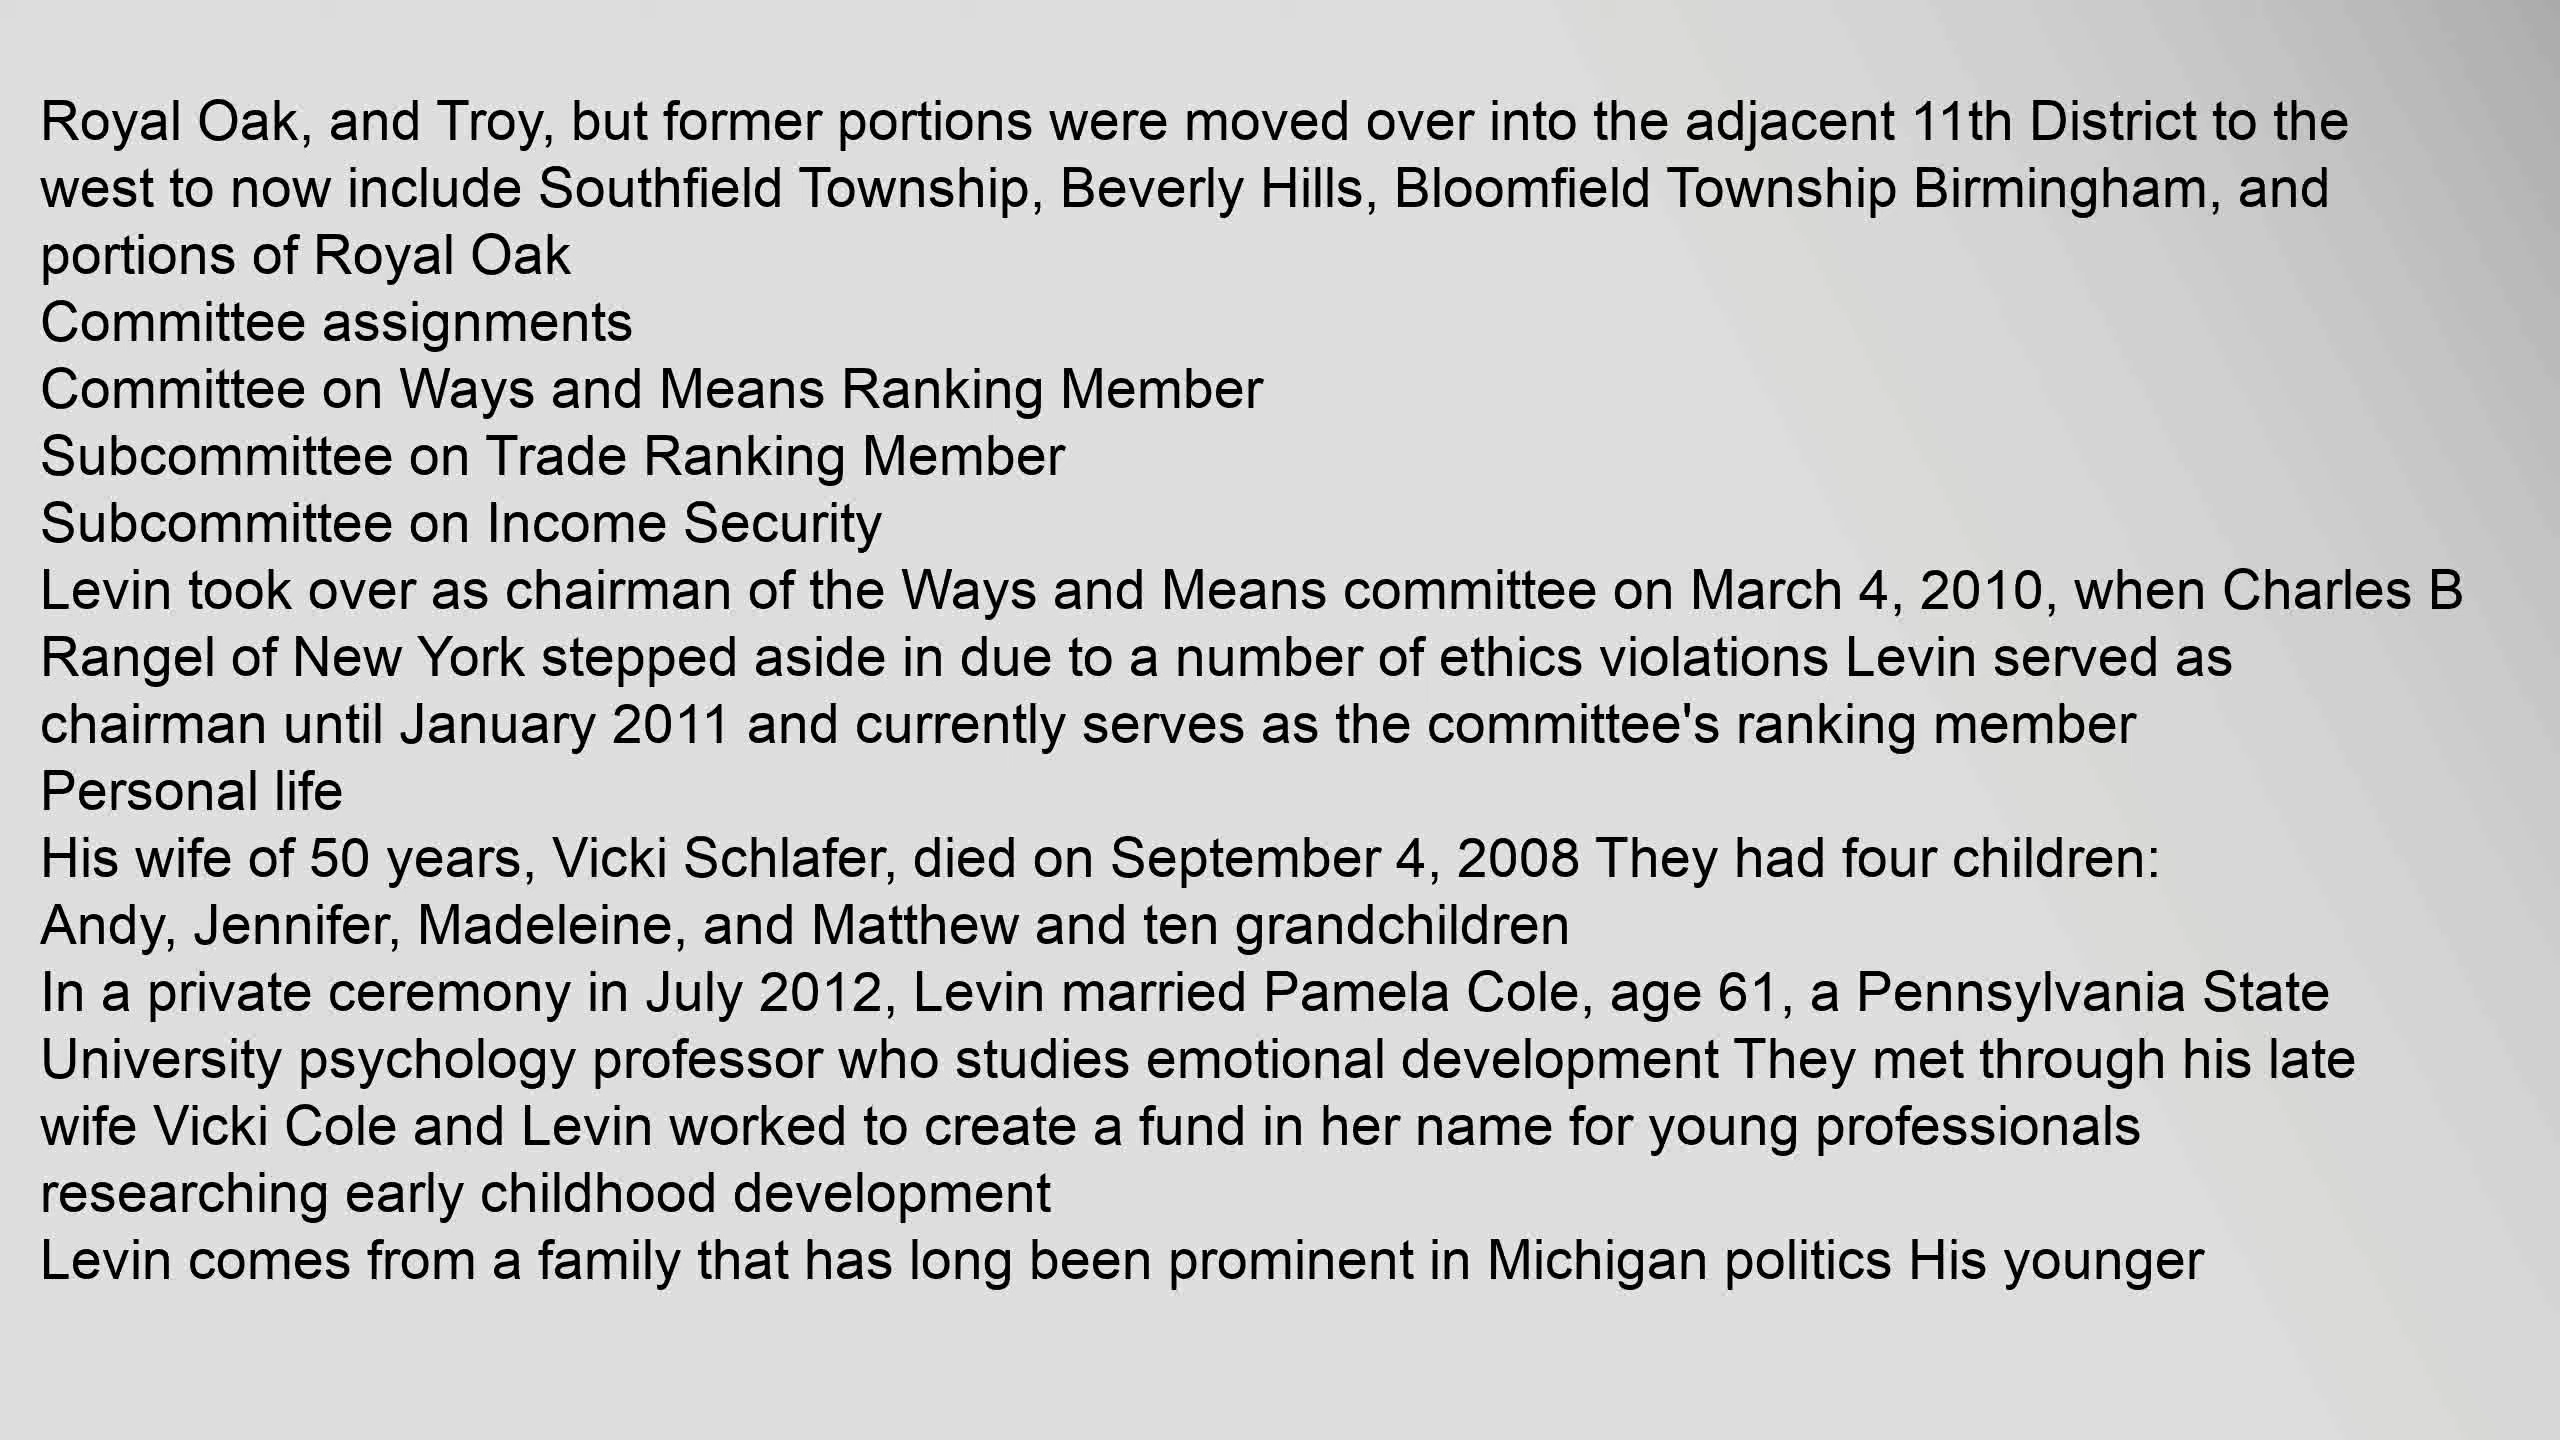 Royal Oak, and Troy, but former portions were moved over into the adjacent 11th District to the
west to now include Southfield Township, Beverly Hills, Bloomfield Township Birmingham, and
portions of Royal Oak
Committee assignments
Committee on Ways and Means Ranking Member
Subcommittee on Trade Ranking Member
Subcommittee on Income Security
Levin took over as chairman of the Ways and Means committee on March 4, 2010, when Charles B
Rangel of New York stepped aside in due to a number of ethics violations Levin served as
chairman until January 2011 and currently serves as the committee's ranking member
Personal life
His wife of 50 years, Vicki Schlafer, died on September 4, 2008 They had four children:
Andy, Jennifer, Madeleine, and Matthew and ten grandchildren
In a private ceremony in July 2012, Levin married Pamela Cole, age 61, a Pennsylvania State
University psychology professor who studies emotional development They met through his late
wife Vicki Cole and Levin worked to create a fund in her name for young professionals
researching early childhood development
Levin comes from a family that has long been prominent in Michigan politics His younger